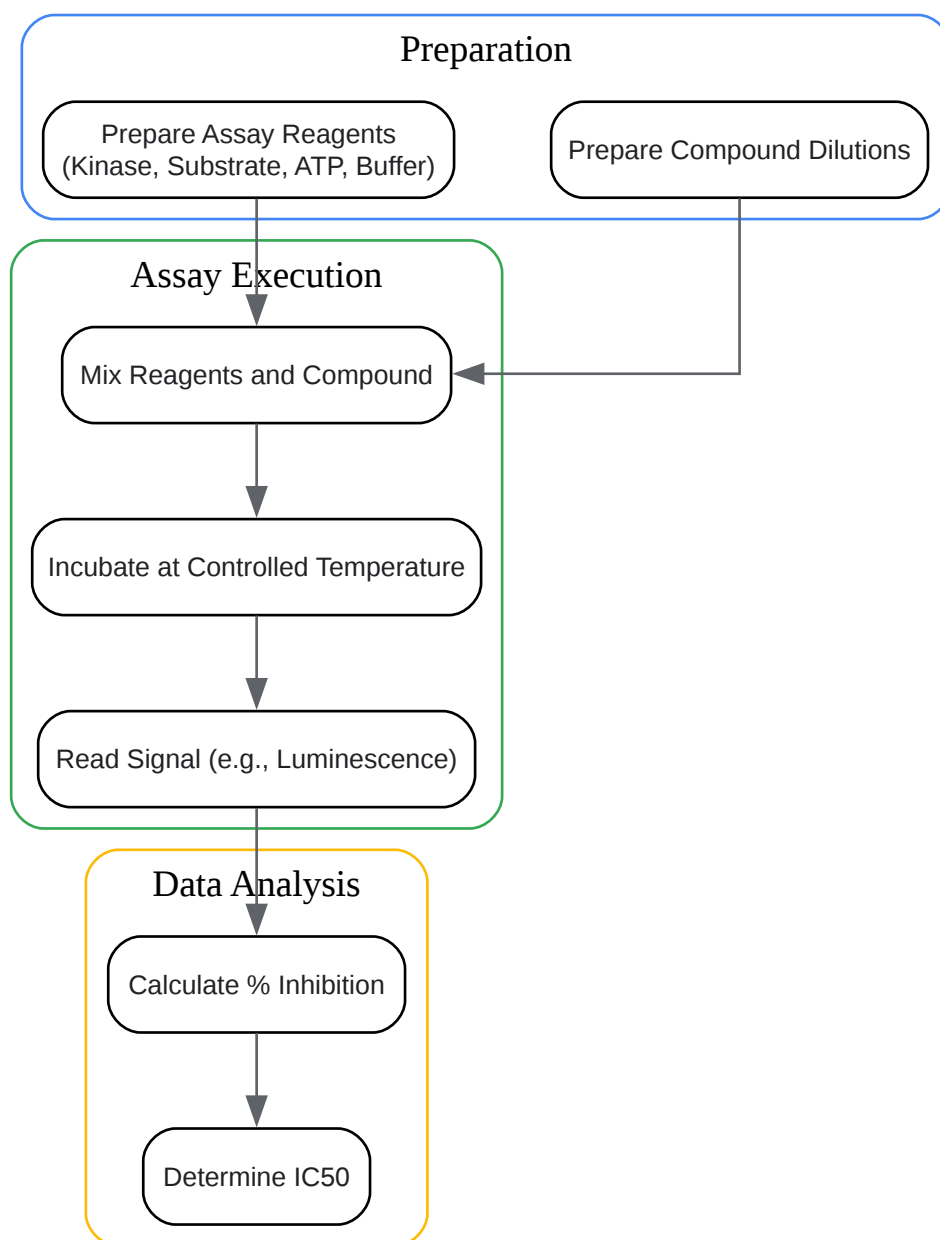 Preparation
Prepare Assay Reagents
(Kinase, Substrate, ATP, Buffer)
Prepare Compound Dilutions
Assay Execution
Mix Reagents and Compound
Incubate at Controlled Temperature
Read Signal (e.g., Luminescence)
Data Analysis
Calculate % Inhibition
Determine IC50